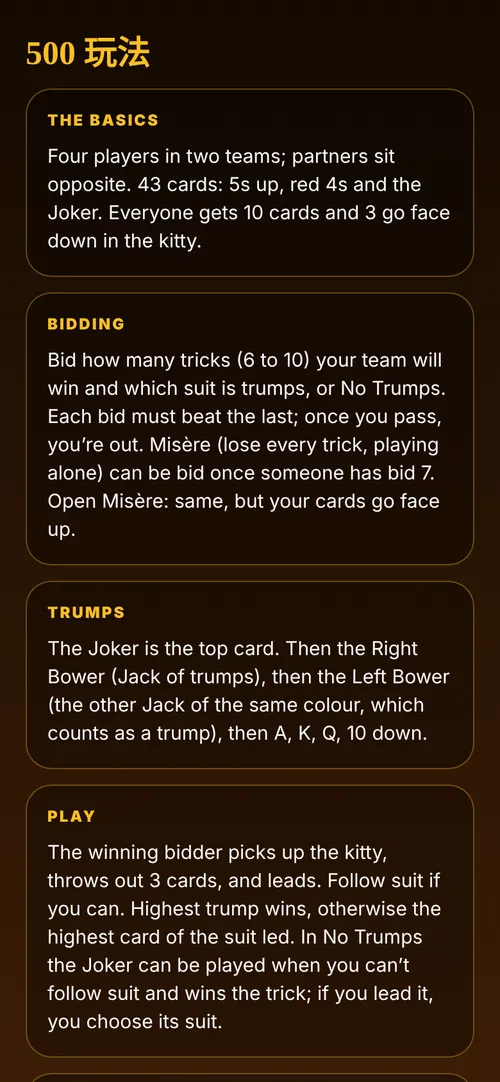 500 玩法
THE BASICS
Four players in two teams; partners sit
opposite. 43 cards: 5s up, red 4s and the
Joker. Everyone gets 10 cards and 3 go face
down in the kitty.
BIDDING
Bid how many tricks (6 to 10) your team will
win and which suit is trumps, or No Trumps.
Each bid must beat the last; once you pass,
you’re out. Misère (lose every trick, playing
alone) can be bid once someone has bid 7.
Open Misère: same, but your cards go face
up.
TRUMPS
The Joker is the top card. Then the Right
Bower (Jack of trumps), then the Left Bower
(the other Jack of the same colour, which
counts as a trump), then A, K, Q, 10 down.
PLAY
The winning bidder picks up the kitty,
throws out 3 cards, and leads. Follow suit if
you can. Highest trump wins, otherwise the
highest card of the suit led. In No Trumps
the Joker can be played when you can’t
follow suit and wins the trick; if you lead it,
you choose its suit.